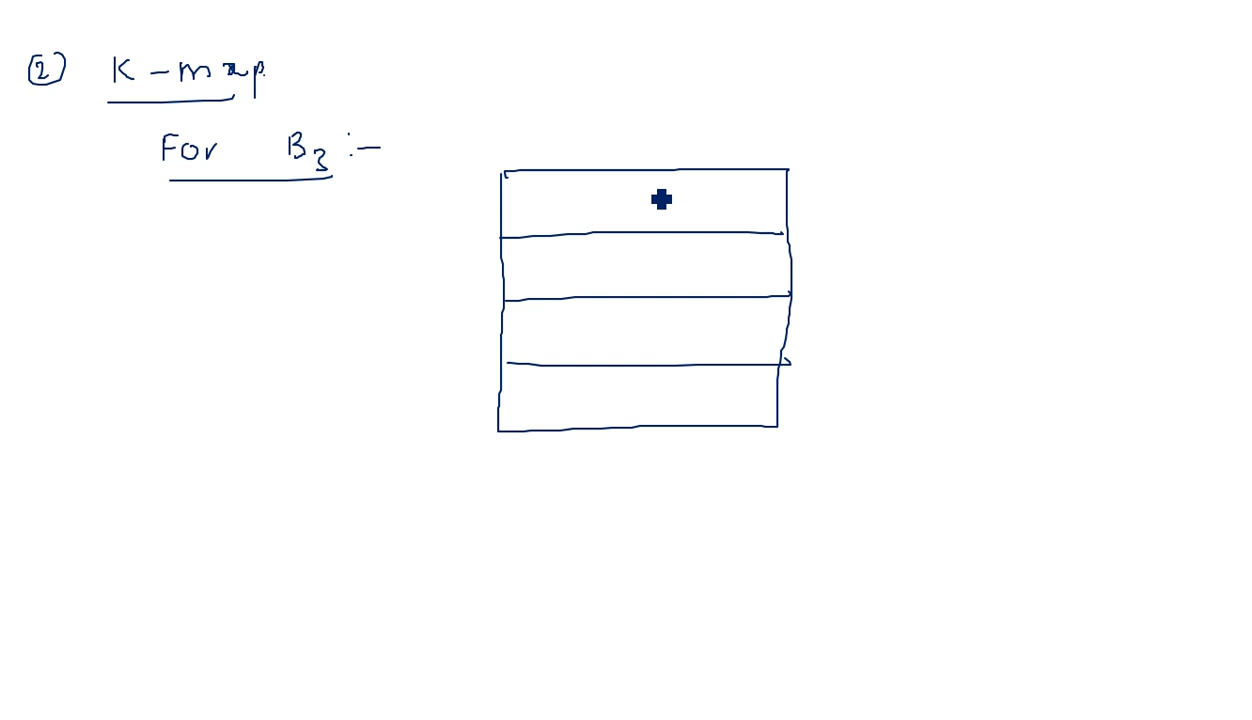 ② K-map
For B₃ :-